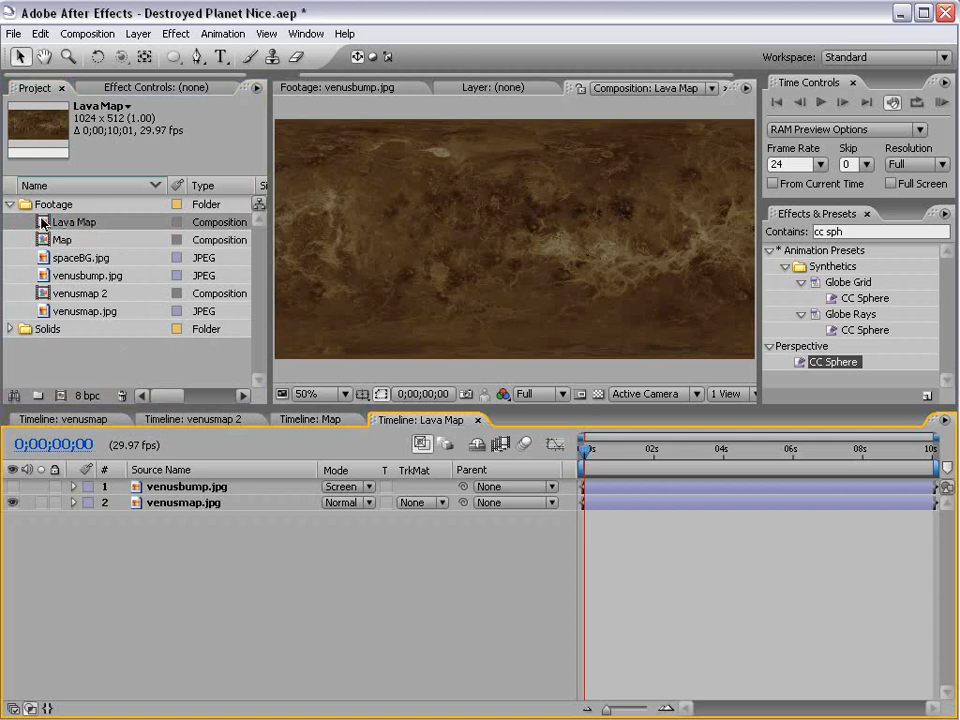 Adobe After Effects - Destroyed Planet Nice.aep *
File Edit Composition Layer Effect Animation View Window Help
Workspace: Standard
Project x Effect Controls: (none)
Footage: venusbump.jpg Layer: (none) Composition: Lava Map
Time Controls x
Lava Map
1024 x 512 (1.00)
Δ 0;00;10;01, 29.97 fps
RAM Preview Options
Frame Rate Skip Resolution
24 0 Full
From Current Time Full Screen
Name Type Si
Footage Folder
Lava Map Composition
Map Composition
spaceBG.jpg JPEG
venusbump.jpg JPEG
venusmap 2 Composition
venusmap.jpg JPEG
Solids Folder
8 bpc
Effects & Presets x
Contains: cc sph
* Animation Presets
Synthetics
Globe Grid
CC Sphere
Globe Rays
CC Sphere
Perspective
CC Sphere
50% 0;00;00;00 Full Active Camera 1 View
Timeline: venusmap Timeline: venusmap 2 Timeline: Map Timeline: Lava Map x
0;00;00;00 (29.97 fps)
02s 04s 06s 08s 10s
# Source Name Mode T TrkMat Parent
1 venusbump.jpg Screen None
2 venusmap.jpg Normal None None